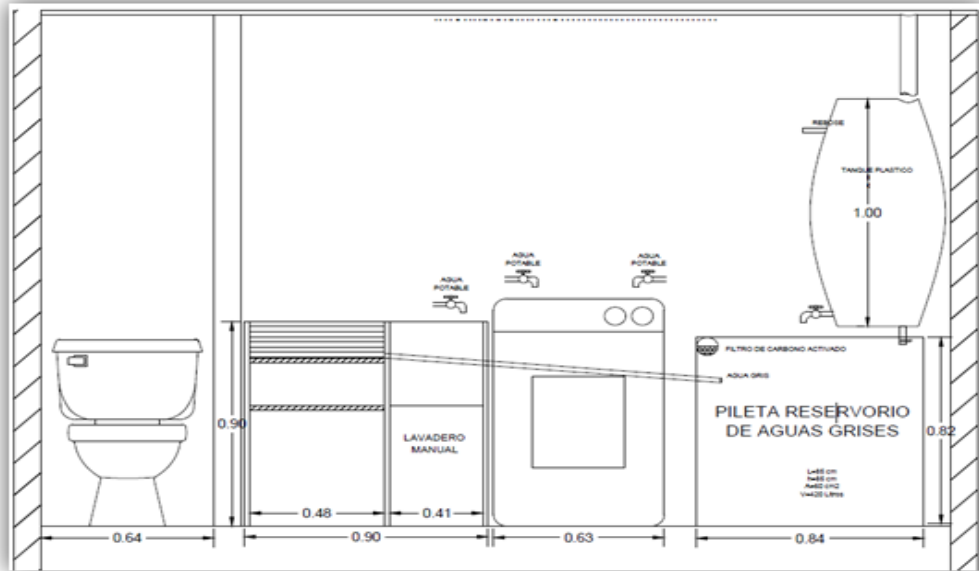 REBOSE
TANQUE PLASTICO
1.00
AGUA
POTABLE
AGUA
POTABLE
AGUA
POTABLE
FILTRO DE CARBONO ACTIVADO
AGUA GRIS
PILETA RESERVORIO
DE AGUAS GRISES
0.90
0.82
LAVADERO
MANUAL
V=420 Litros
0.48
0.41
0.64
0.90
0.63
0.84